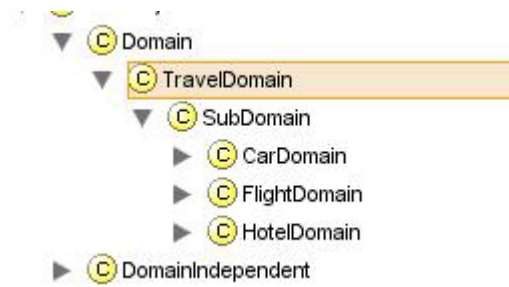 C Domain
C TravelDomain
C SubDomain
C CarDomain
C FlightDomain
C HotelDomain
C DomainIndependent